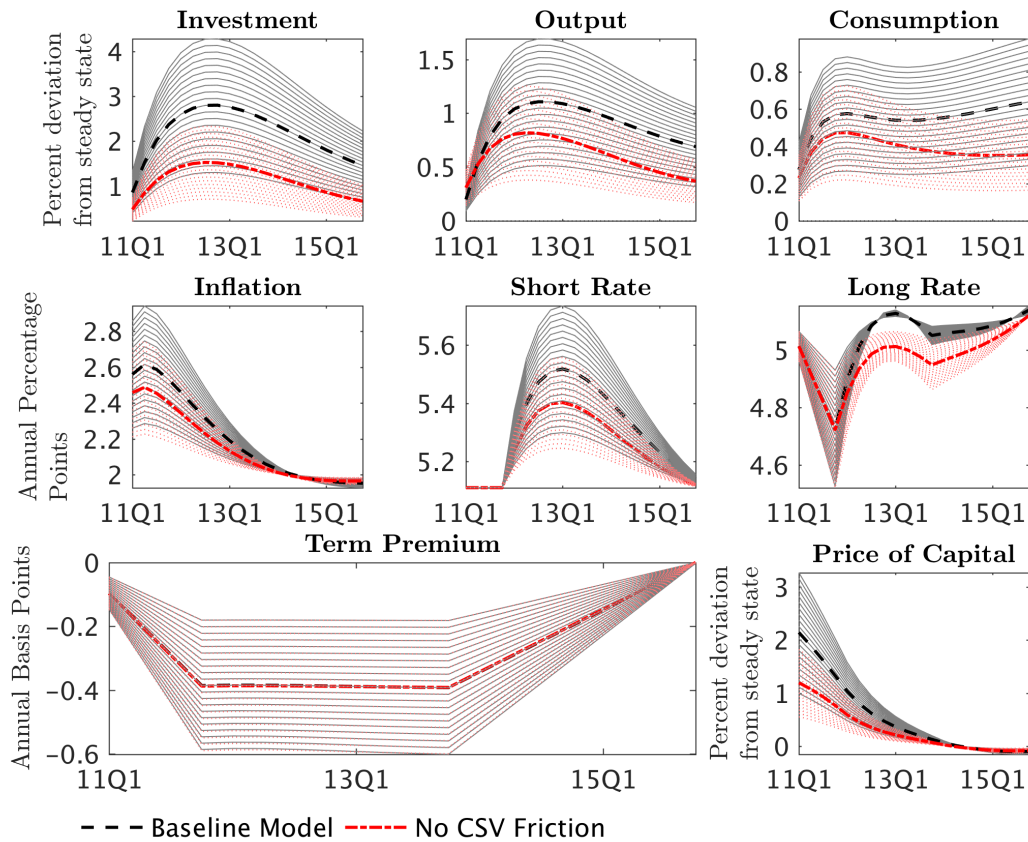 Investment
Output
Consumption
Percent deviation
from steady state
4
3
2
1
1.5
1
0.5
0
0.8
0.6
0.4
0.2
0
11Q1 13Q1 15Q1
11Q1 13Q1 15Q1
11Q1 13Q1 15Q1
Inflation
Short Rate
Long Rate
Annual Percentage
Points
2.8
2.6
2.4
2.2
2
5.6
5.4
5.2
5
4.8
4.6
11Q1 13Q1 15Q1
11Q1 13Q1 15Q1
11Q1 13Q1 15Q1
Term Premium
Price of Capital
Annual Basis Points
0
-0.2
-0.4
-0.6
Percent deviation
from steady state
3
2
1
0
11Q1 13Q1 15Q1
11Q1 13Q1 15Q1
Baseline Model No CSV Friction